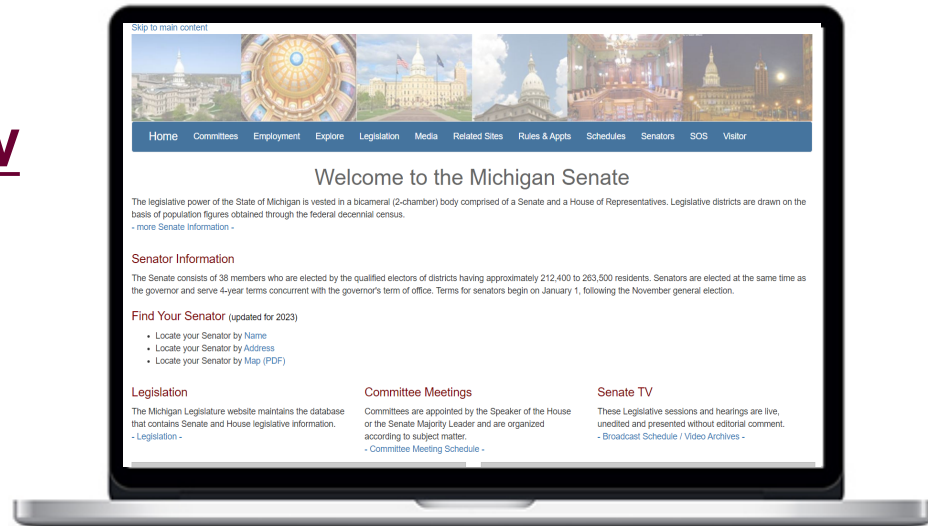 v
Skip to main content
Home Committees Employment Explore Legislation Media Related Sites Rules & Appts Schedules Senators SOS Visitor
Welcome to the Michigan Senate
The legislative power of the State of Michigan is vested in a bicameral (2-chamber) body comprised of a Senate and a House of Representatives. Legislative districts are drawn on the
basis of population figures obtained through the federal decennial census.
- more Senate Information -
Senator Information
The Senate consists of 38 members who are elected by the qualified electors of districts having approximately 212,400 to 263,500 residents. Senators are elected at the same time as
the governor and serve 4-year terms concurrent with the governor's term of office. Terms for senators begin on January 1, following the November general election.
Find Your Senator (updated for 2023)
• Locate your Senator by Name
• Locate your Senator by Address
• Locate your Senator by Map (PDF)
Legislation
The Michigan Legislature website maintains the database
that contains Senate and House legislative information.
- Legislation -
Committee Meetings
Committees are appointed by the Speaker of the House
or the Senate Majority Leader and are organized
according to subject matter.
- Committee Meeting Schedule -
Senate TV
These Legislative sessions and hearings are live,
unedited and presented without editorial comment.
- Broadcast Schedule / Video Archives -